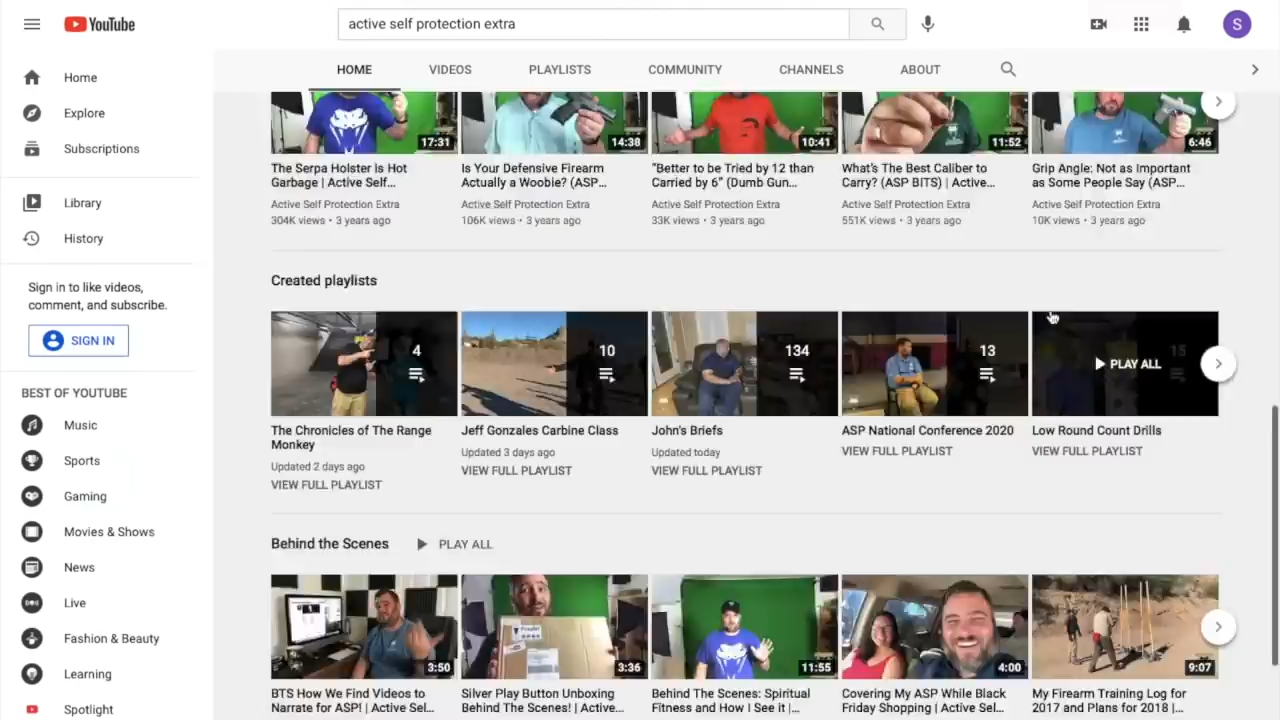 YouTube
active self protection extra
S
HOME VIDEOS PLAYLISTS COMMUNITY CHANNELS ABOUT
Home
Explore
Subscriptions
Library
History
Sign in to like videos,
comment, and subscribe.
SIGN IN
BEST OF YOUTUBE
Music
Sports
Gaming
Movies & Shows
News
Live
Fashion & Beauty
Learning
Spotlight
17:31
The Serpa Holster is Hot
Garbage | Active Self...
Active Self Protection Extra
304K views • 3 years ago
14:38
Is Your Defensive Firearm
Actually a Woobie? (ASP...
Active Self Protection Extra
106K views • 3 years ago
10:41
"Better to be Tried by 12 than
Carried by 6" (Dumb Gun...
Active Self Protection Extra
33K views • 3 years ago
11:52
What's The Best Caliber to
Carry? (ASP BITS) | Active...
Active Self Protection Extra
551K views • 3 years ago
6:46
Grip Angle: Not as Important
as Some People Say (ASP...
Active Self Protection Extra
10K views • 3 years ago
Created playlists
4
The Chronicles of The Range
Monkey
Updated 2 days ago
VIEW FULL PLAYLIST
10
Jeff Gonzales Carbine Class
Updated 3 days ago
VIEW FULL PLAYLIST
134
John's Briefs
Updated today
VIEW FULL PLAYLIST
13
ASP National Conference 2020
VIEW FULL PLAYLIST
15
PLAY ALL
Low Round Count Drills
VIEW FULL PLAYLIST
Behind the Scenes PLAY ALL
3:50
BTS How We Find Videos to
Narrate for ASP! | Active Sel...
3:36
Silver Play Button Unboxing
Behind The Scenes! | Active...
11:55
Behind The Scenes: Spiritual
Fitness and How I See it |...
4:00
Covering My ASP While Black
Friday Shopping | Active Sel...
9:07
My Firearm Training Log for
2017 and Plans for 2018 |...